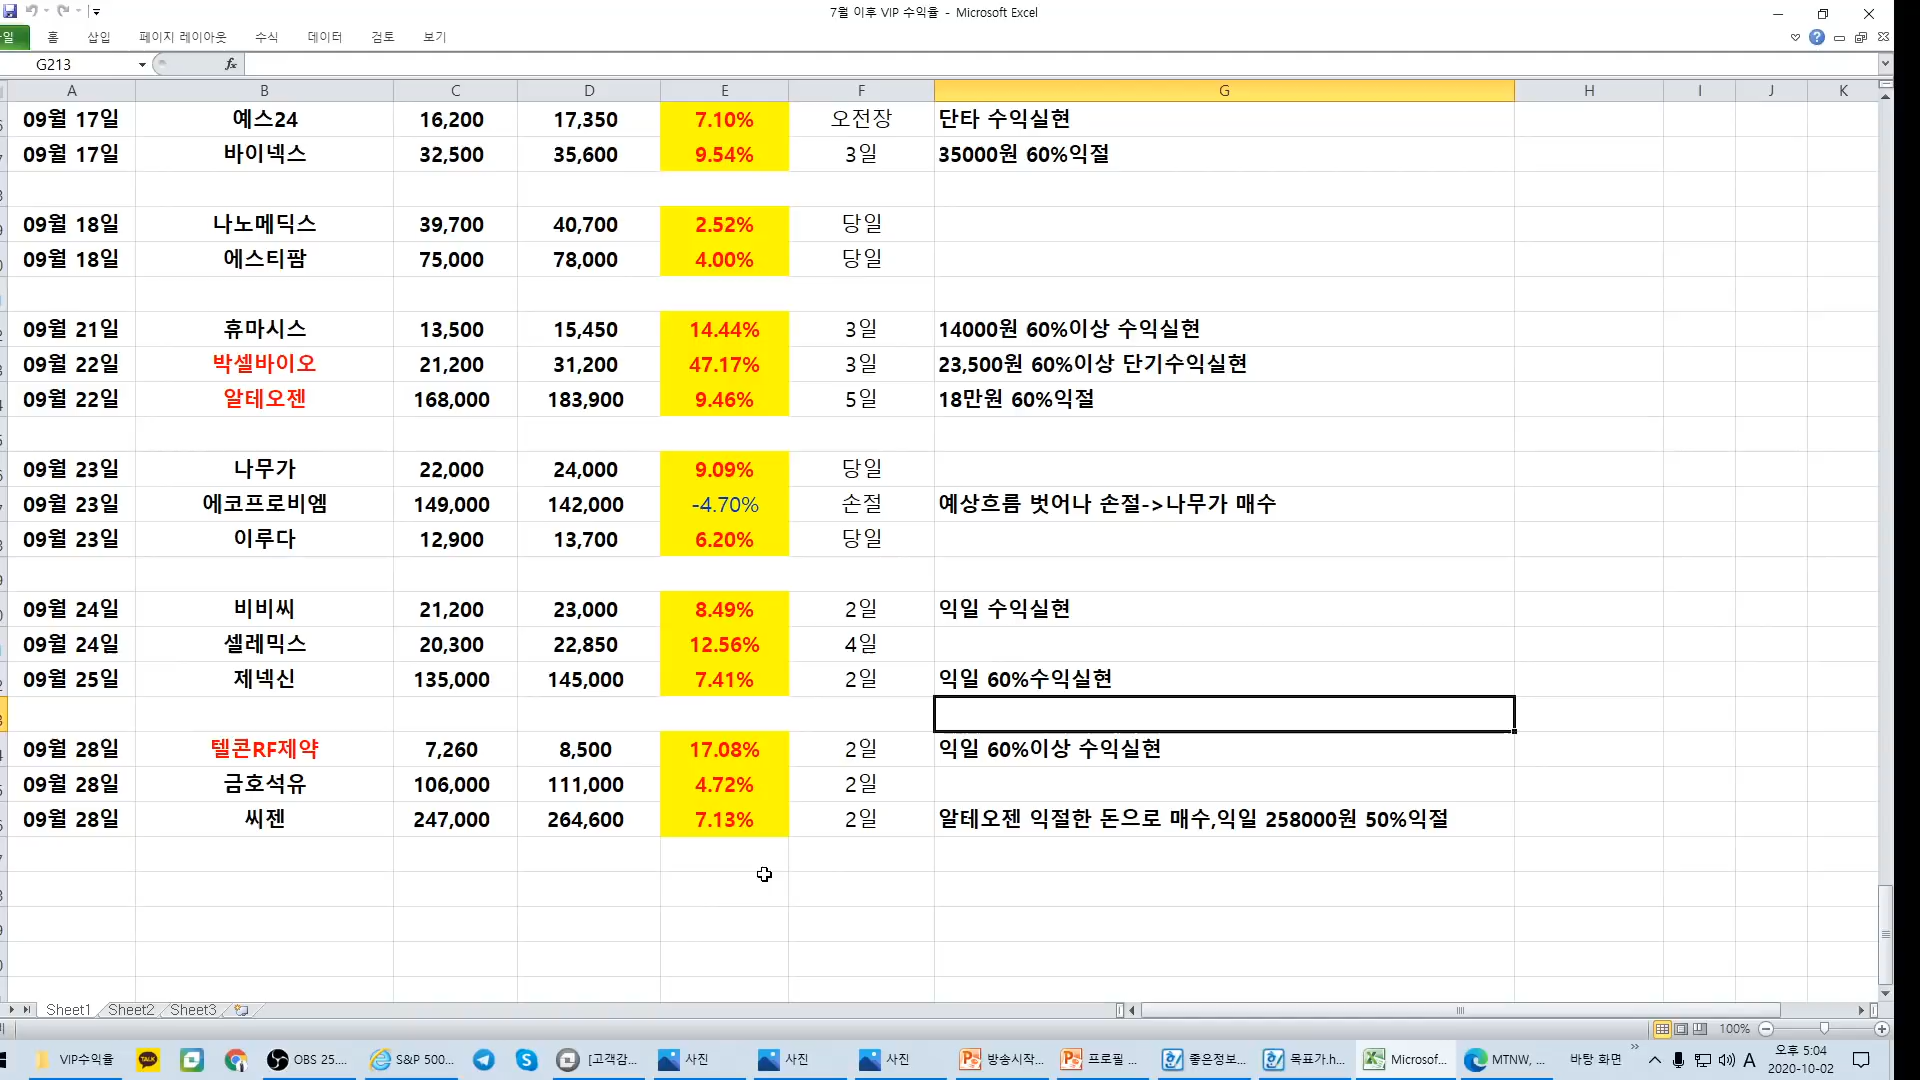 7월 이후 VIP 수익율 - Microsoft Excel
일 홈 삽입 페이지 레이아웃 수식 데이터 검토 보기
G213 fx
A B C D E F G H I J K
09월 17일 예스24 16,200 17,350 7.10% 오전장 단타 수익실현
09월 17일 바이넥스 32,500 35,600 9.54% 3일 35000원 60%익절
09월 18일 나노메딕스 39,700 40,700 2.52% 당일
09월 18일 에스티팜 75,000 78,000 4.00% 당일
09월 21일 휴마시스 13,500 15,450 14.44% 3일 14000원 60%이상 수익실현
09월 22일 박셀바이오 21,200 31,200 47.17% 3일 23,500원 60%이상 단기수익실현
09월 22일 알테오젠 168,000 183,900 9.46% 5일 18만원 60%익절
09월 23일 나무가 22,000 24,000 9.09% 당일
09월 23일 에코프로비엠 149,000 142,000 -4.70% 손절 예상흐름 벗어나 손절->나무가 매수
09월 23일 이루다 12,900 13,700 6.20% 당일
09월 24일 비비씨 21,200 23,000 8.49% 2일 익일 수익실현
09월 24일 셀레믹스 20,300 22,850 12.56% 4일
09월 25일 제넥신 135,000 145,000 7.41% 2일 익일 60%수익실현
09월 28일 텔콘RF제약 7,260 8,500 17.08% 2일 익일 60%이상 수익실현
09월 28일 금호석유 106,000 111,000 4.72% 2일
09월 28일 씨젠 247,000 264,600 7.13% 2일 알테오젠 익절한 돈으로 매수,익일 258000원 50%익절
Sheet1 Sheet2 Sheet3
100%
VIP수익율 TALK OBS 25.... S&P 500... [고객감... 사진 사진 사진 방송시작... 프로필 ... 좋은정보... 목표가.h... Microsof... MTNW, ... 바탕 화면 A 오후 5:04
2020-10-02